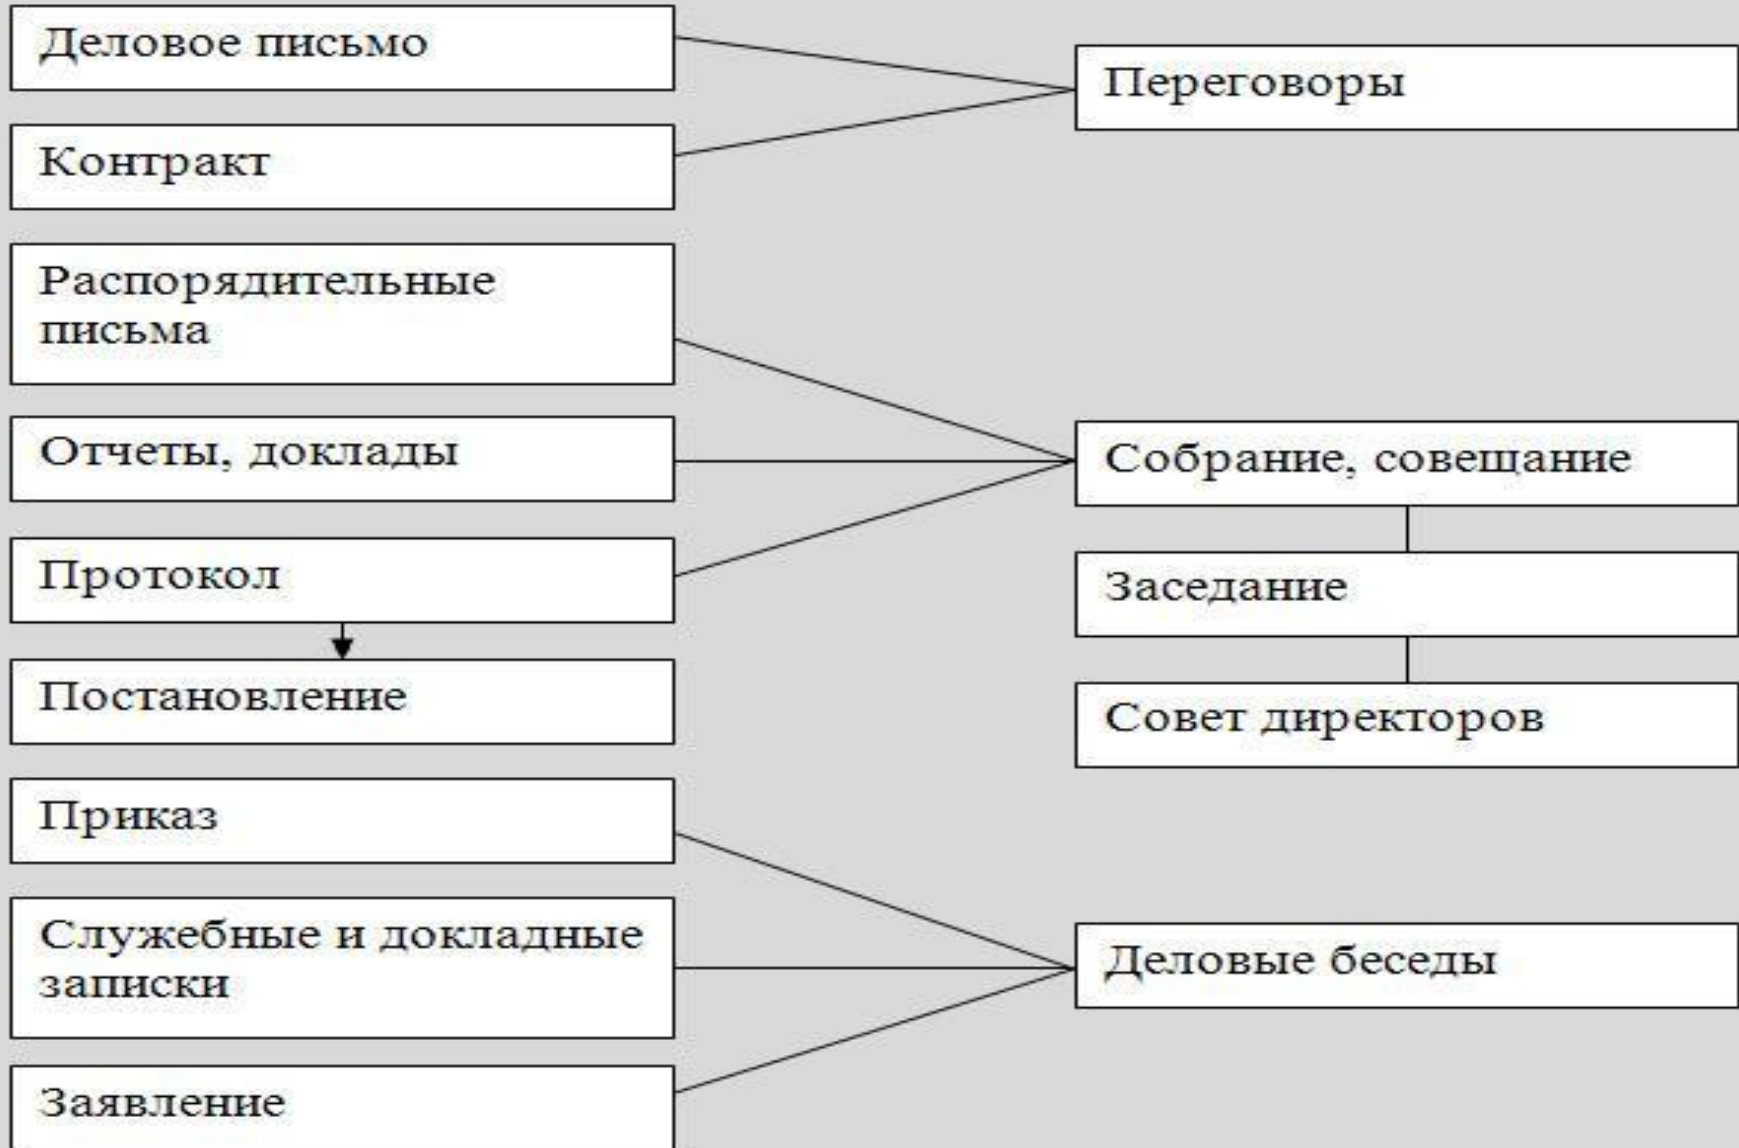 Деловое письмо
Контракт
Распорядительные
письма
Отчеты, доклады
Протокол
Постановление
Приказ
Служебные и докладные
записки
Заявление
Переговоры
Собрание, совещание
Заседание
Совет директоров
Деловые беседы